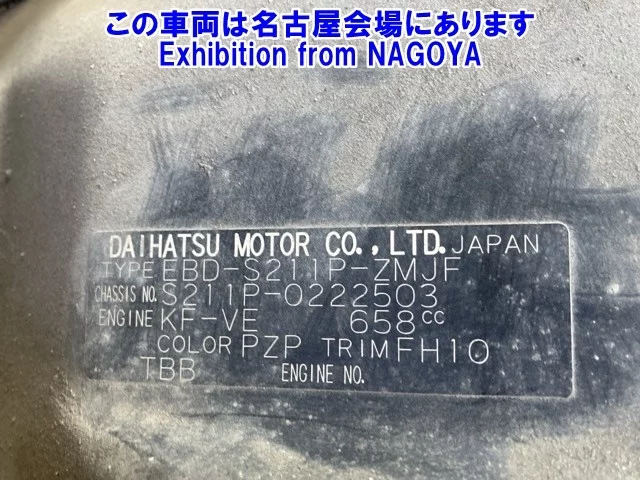 この車両は名古屋会場にあります
Exhibition from NAGOYA
DAIHATSU MOTOR CO., LTD. JAPAN
TYPE EBD-S211P-ZMJF
CHASSIS NO. S211P-0222503
ENGINE KF-VE 658cc
COLOR PZP TRIM FH10
TBB ENGINE NO.